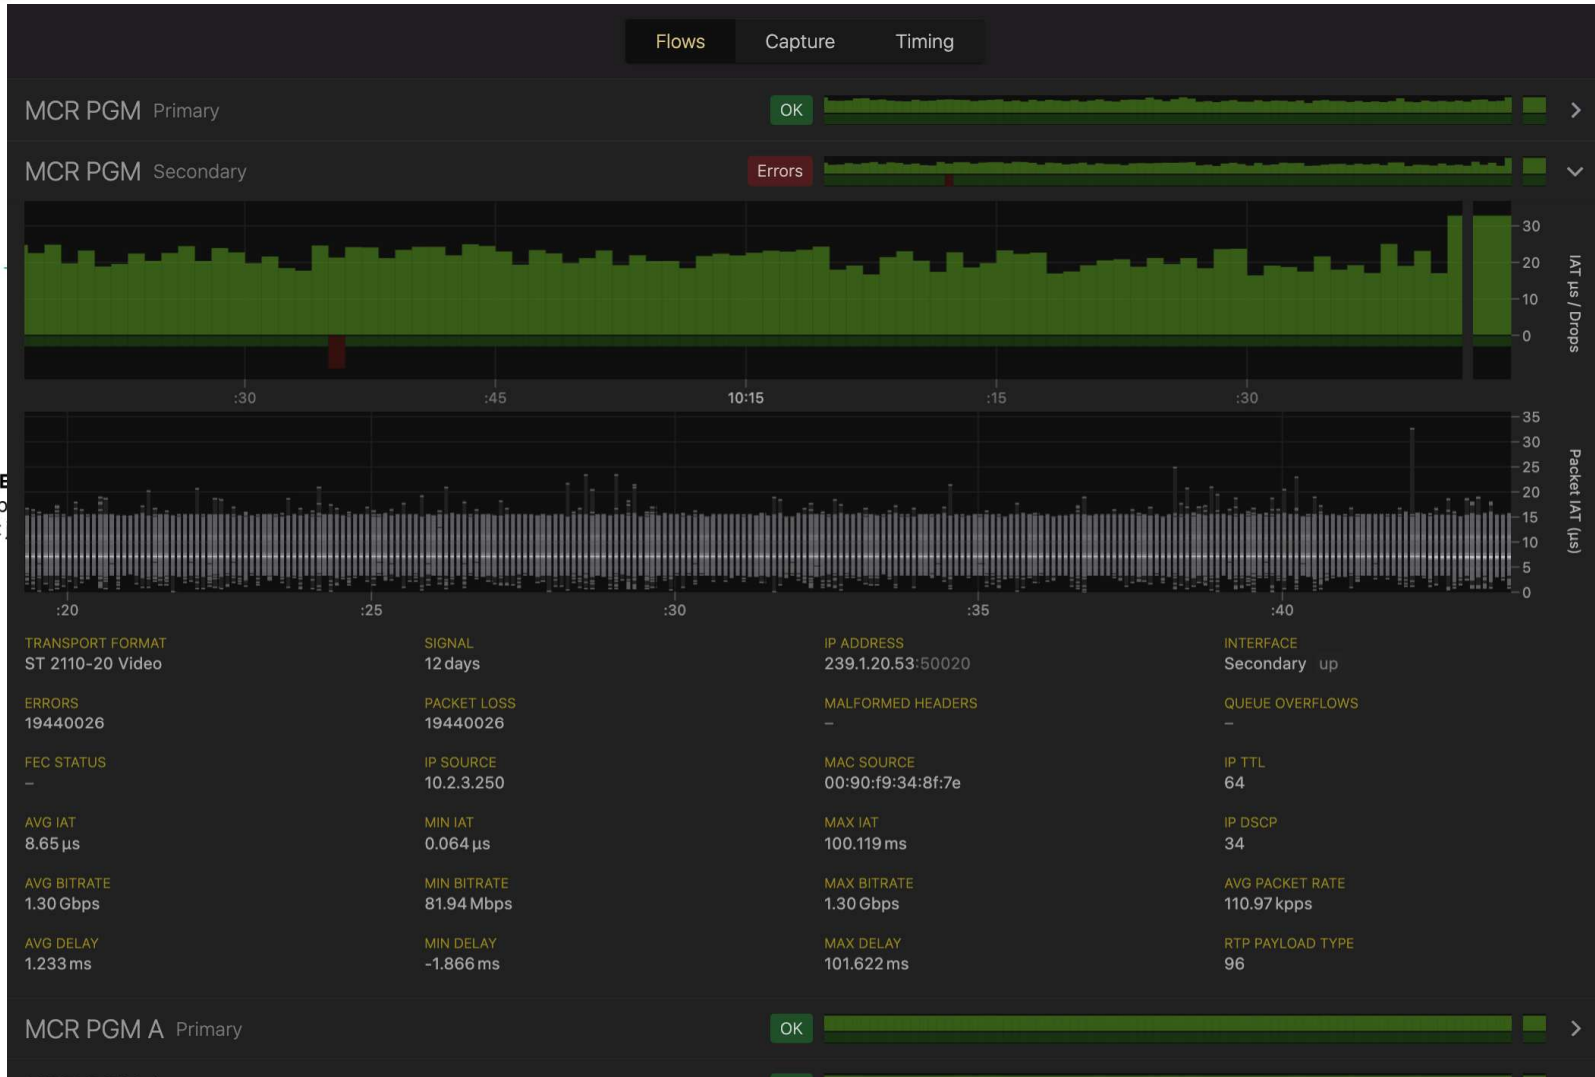 Flows Capture Timing
MCR PGM Primary OK
MCR PGM Secondary Errors
30
20
10
0
IAT µs / Drops
:30 :45 10:15 :15 :30
35
30
25
20
15
10
5
0
Packet IAT (µs)
:20 :25 :30 :35 :40
TRANSPORT FORMAT SIGNAL IP ADDRESS INTERFACE
ST 2110-20 Video 12 days 239.1.20.53:50020 Secondary up
ERRORS PACKET LOSS MALFORMED HEADERS QUEUE OVERFLOWS
19440026 19440026 – –
FEC STATUS IP SOURCE MAC SOURCE IP TTL
– 10.2.3.250 00:90:f9:34:8f:7e 64
AVG IAT MIN IAT MAX IAT IP DSCP
8.65 µs 0.064 µs 100.119 ms 34
AVG BITRATE MIN BITRATE MAX BITRATE AVG PACKET RATE
1.30 Gbps 81.94 Mbps 1.30 Gbps 110.97 kpps
AVG DELAY MIN DELAY MAX DELAY RTP PAYLOAD TYPE
1.233 ms -1.866 ms 101.622 ms 96
MCR PGM A Primary OK